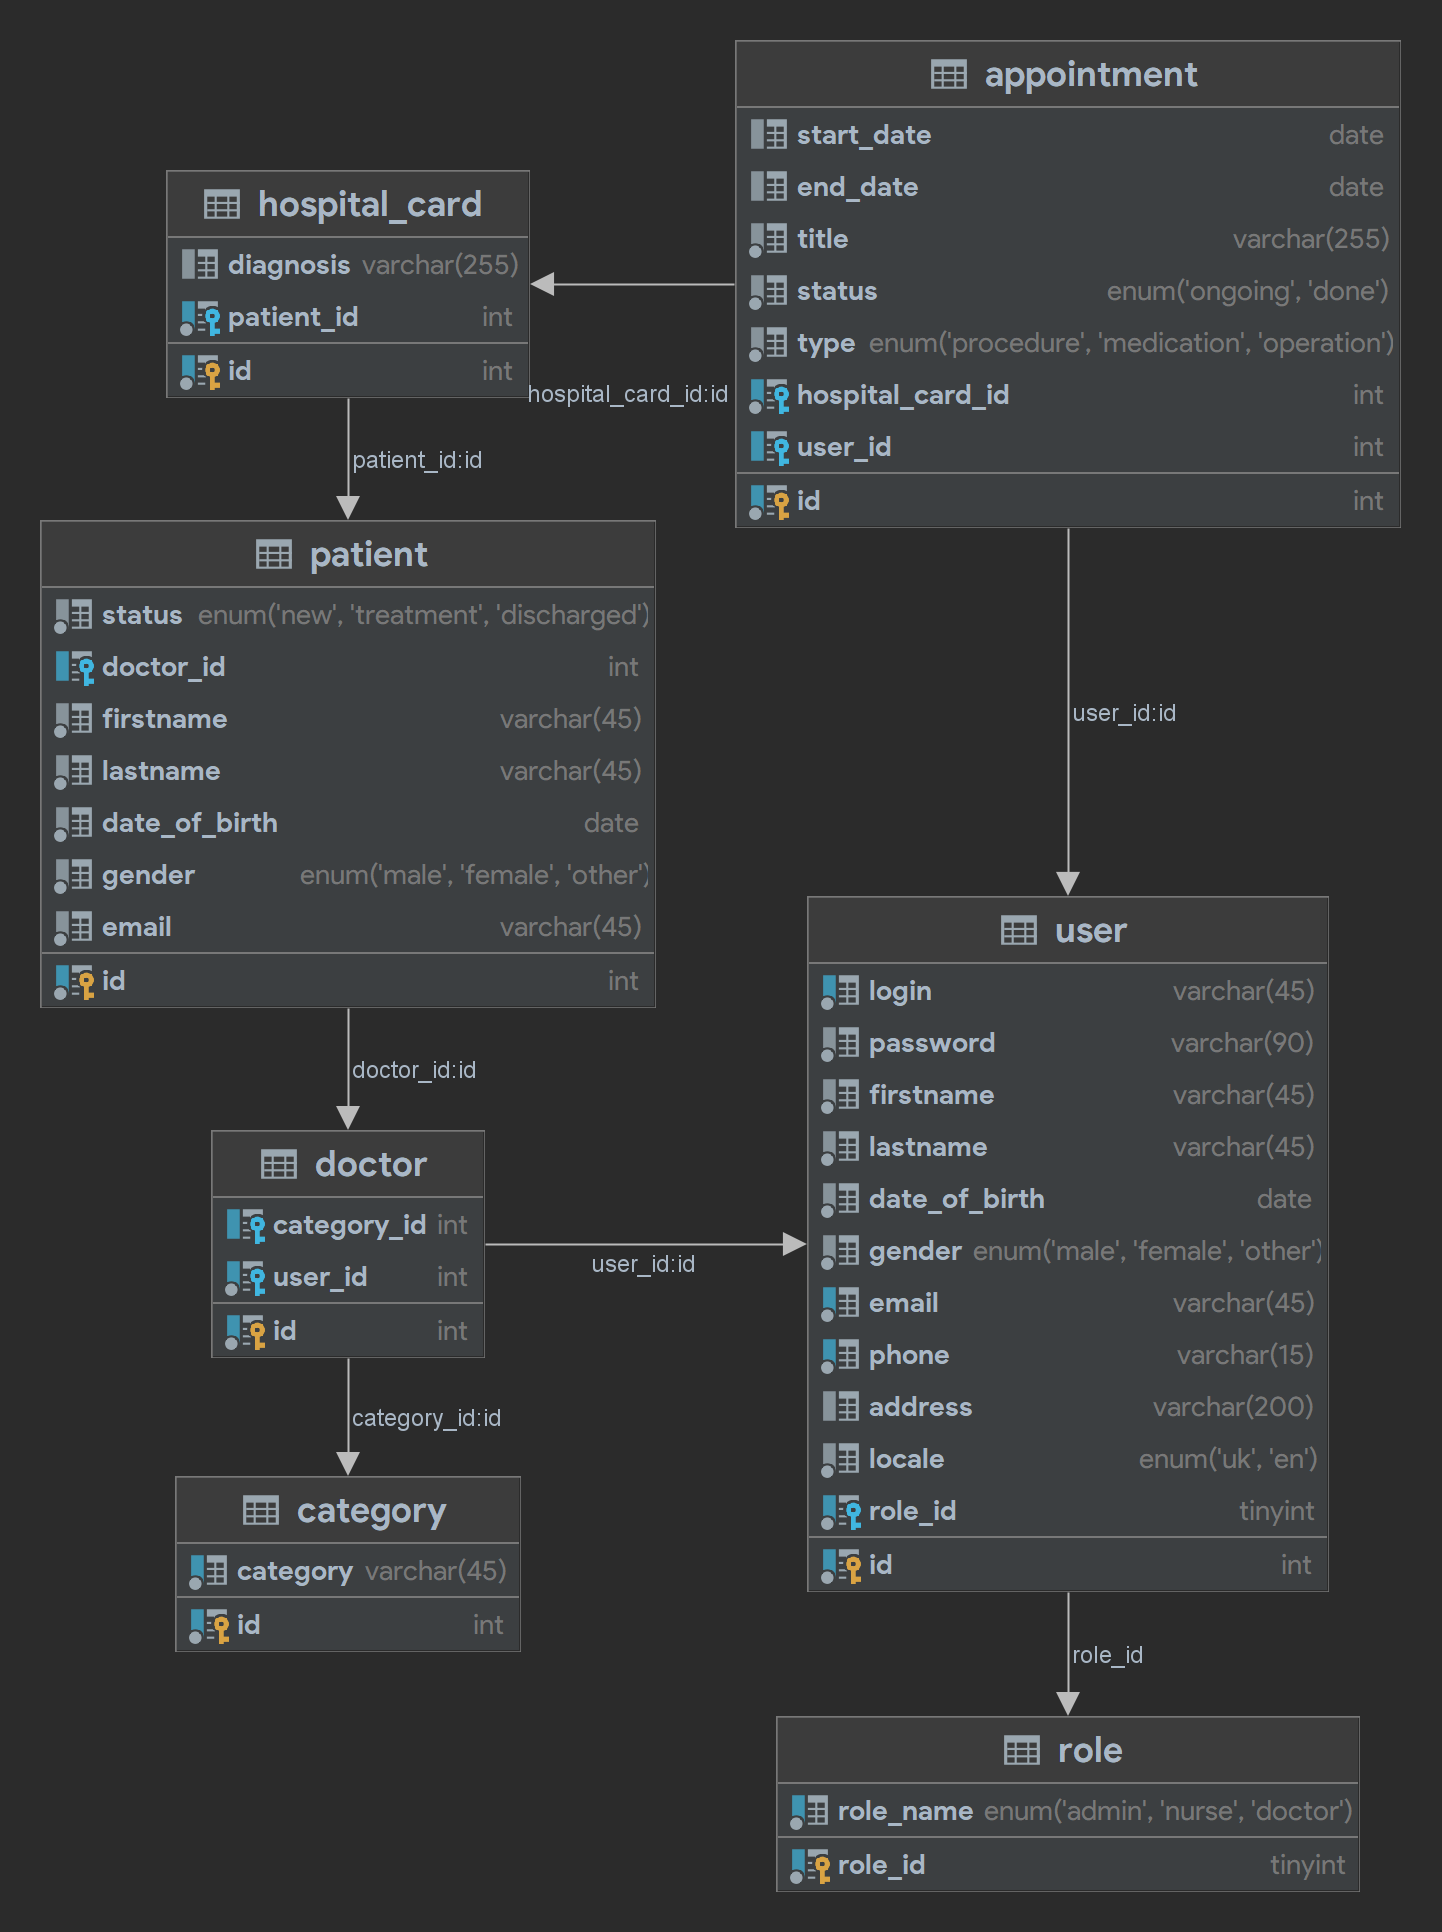 appointment
start_date date
end_date date
title varchar(255)
status enum('ongoing', 'done')
type enum('procedure', 'medication', 'operation')
hospital_card_id int
user_id int
id int
hospital_card
diagnosis varchar(255)
patient_id int
id int
hospital_card_id:id
patient_id:id
patient
status enum('new', 'treatment', 'discharged')
doctor_id int
firstname varchar(45)
lastname varchar(45)
date_of_birth date
gender enum('male', 'female', 'other')
email varchar(45)
id int
user_id:id
doctor_id:id
user
login varchar(45)
password varchar(90)
firstname varchar(45)
lastname varchar(45)
date_of_birth date
gender enum('male', 'female', 'other')
email varchar(45)
phone varchar(15)
address varchar(200)
locale enum('uk', 'en')
role_id tinyint
id int
doctor
category_id int
user_id int
id int
user_id:id
category_id:id
category
category varchar(45)
id int
role_id
role
role_name enum('admin', 'nurse', 'doctor')
role_id tinyint